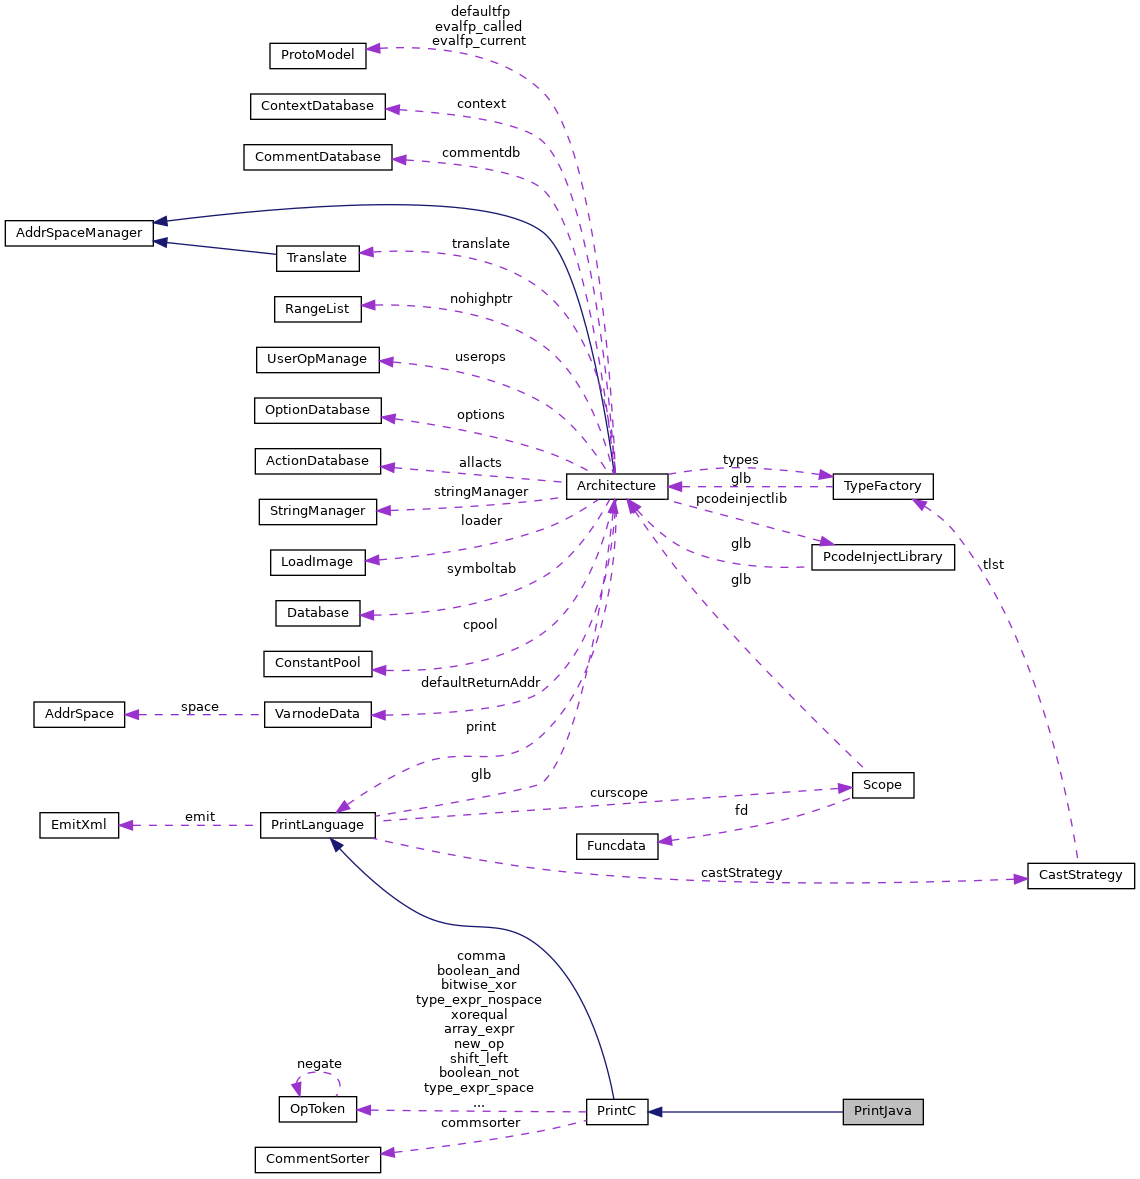 defaultfp
evalfp_called
evalfp_current
ProtoModel
context
ContextDatabase
commentdb
CommentDatabase
AddrSpaceManager
translate
Translate
nohighptr
RangeList
userops
UserOpManage
options
OptionDatabase
allacts
ActionDatabase
types
glb
Architecture
TypeFactory
stringManager
pcodeinjectlib
StringManager
loader
LoadImage
glb
PcodeInjectLibrary
tlst
symboltab
glb
Database
cpool
ConstantPool
defaultReturnAddr
space
AddrSpace
VarnodeData
print
glb
curscope
Scope
emit
EmitXml
PrintLanguage
fd
Funcdata
castStrategy
CastStrategy
comma
boolean_and
bitwise_xor
type_expr_nospace
xorequal
array_expr
new_op
shift_left
boolean_not
type_expr_space
...
negate
OpToken
PrintC
PrintJava
commsorter
CommentSorter